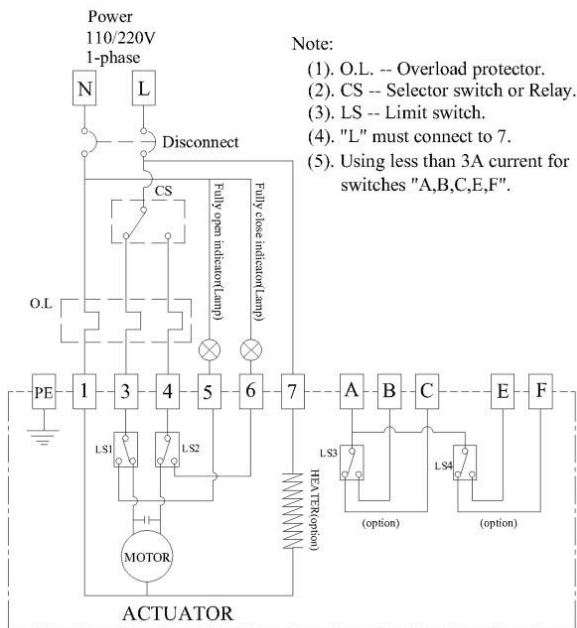 Power
110/220V
1-phase
N
L
Disconnect
CS
Fully open indicator(Lamp)
Fully close indicator(Lamp)
O.L
Note:
(1). O.L. -- Overload protector.
(2). CS -- Selector switch or Relay.
(3). LS -- Limit switch.
(4). "L" must connect to 7.
(5). Using less than 3A current for
switches "A,B,C,E,F".
PE
1
3
4
5
6
7
A
B
C
E
F
LS1
LS2
LS3
LS4
HEATER(option)
(option)
(option)
MOTOR
ACTUATOR